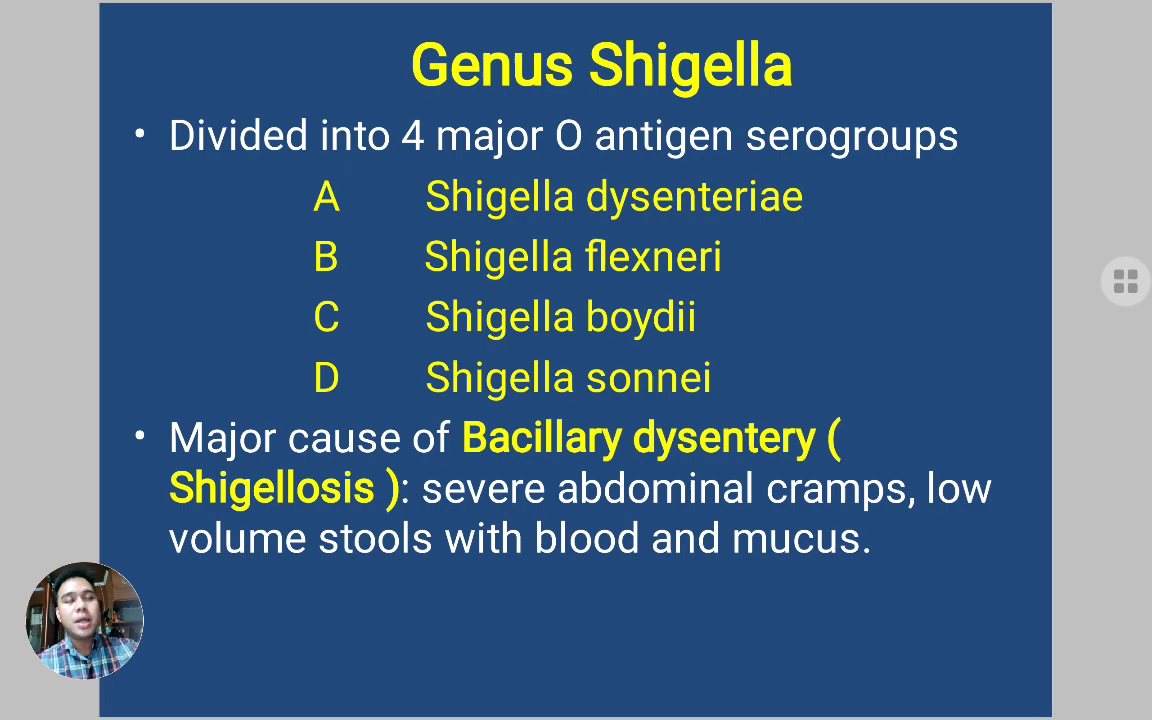 Genus Shigella
• Divided into 4 major O antigen serogroups
A Shigella dysenteriae
B Shigella flexneri
C Shigella boydii
D Shigella sonnei
• Major cause of Bacillary dysentery (
Shigellosis ): severe abdominal cramps, low
volume stools with blood and mucus.